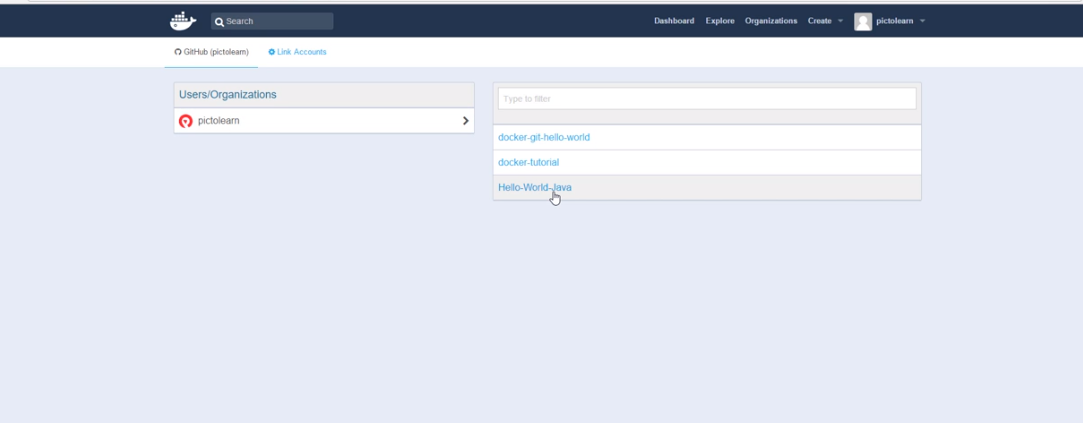 Search
Dashboard Explore Organizations Create pictolearn
GitHub (pictolearn) Link Accounts
Users/Organizations
pictolearn
Type to filter
docker-git-hello-world
docker-tutorial
Hello-World-Java